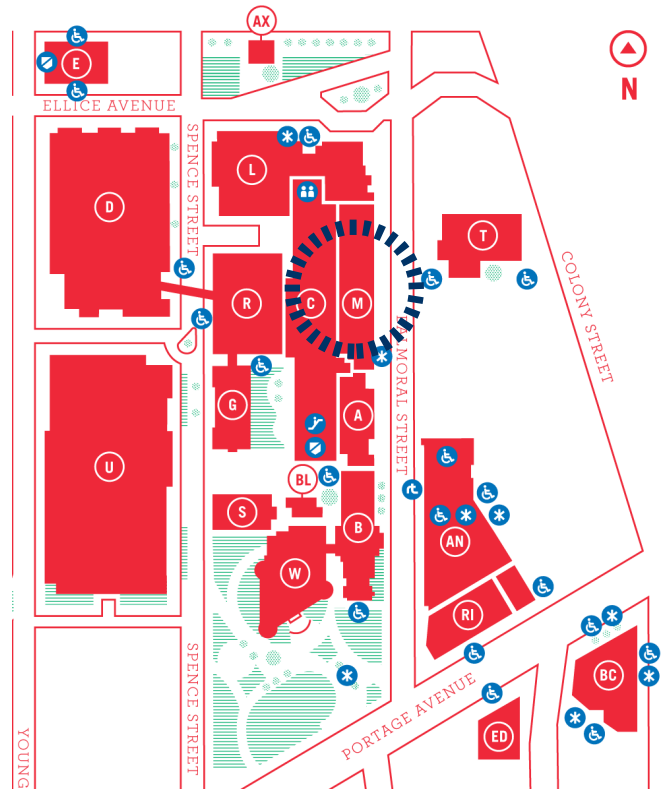 AX
E
N
ELLICE AVENUE
SPENCE STREET
L
D
T
COLONY STREET
R
C
M
BALMORAL STREET
G
A
U
BL
S
B
AN
W
RI
SPENCE STREET
BC
PORTAGE AVENUE
ED
YOUNG